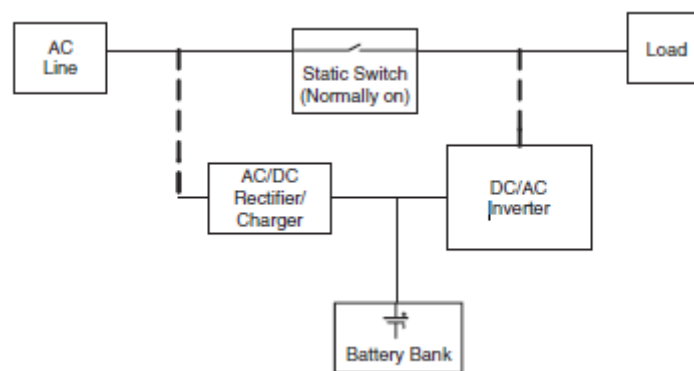 AC
Line
Static Switch
(Normally on)
Load
AC/DC
Rectifier/
Charger
DC/AC
Inverter
Battery Bank